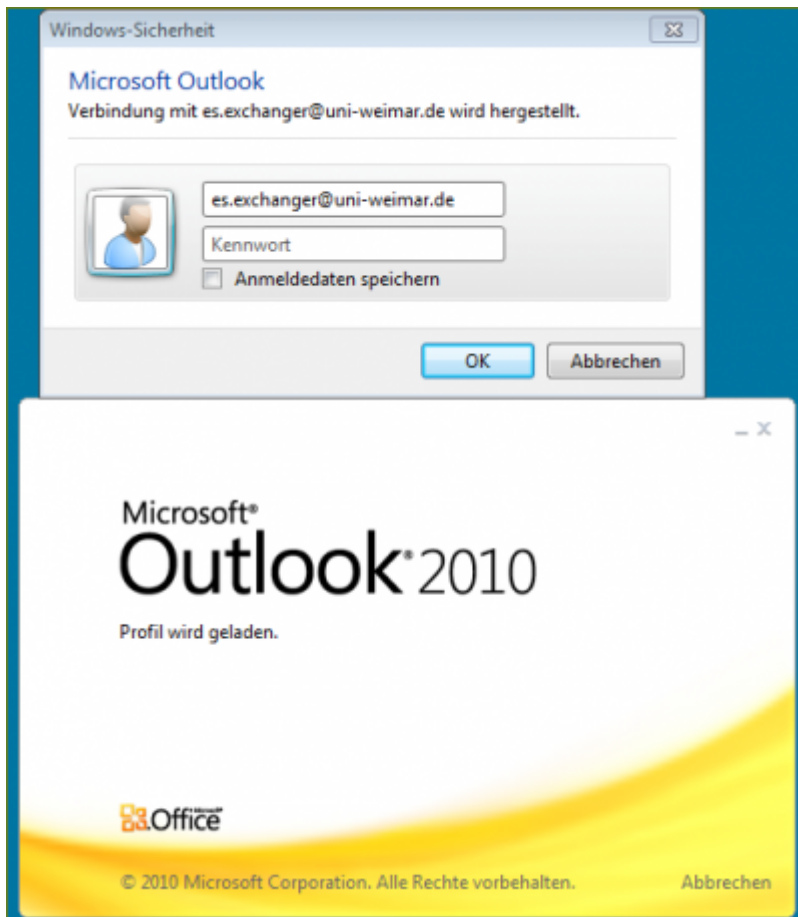 Windows-Sicherheit
Microsoft Outlook
Verbindung mit es.exchanger@uni-weimar.de wird hergestellt.
es.exchanger@uni-weimar.de
Kennwort
Anmeldedaten speichern
OK Abbrechen
Microsoft®
Outlook® 2010
Profil wird geladen.
Microsoft®
Office
© 2010 Microsoft Corporation. Alle Rechte vorbehalten. Abbrechen